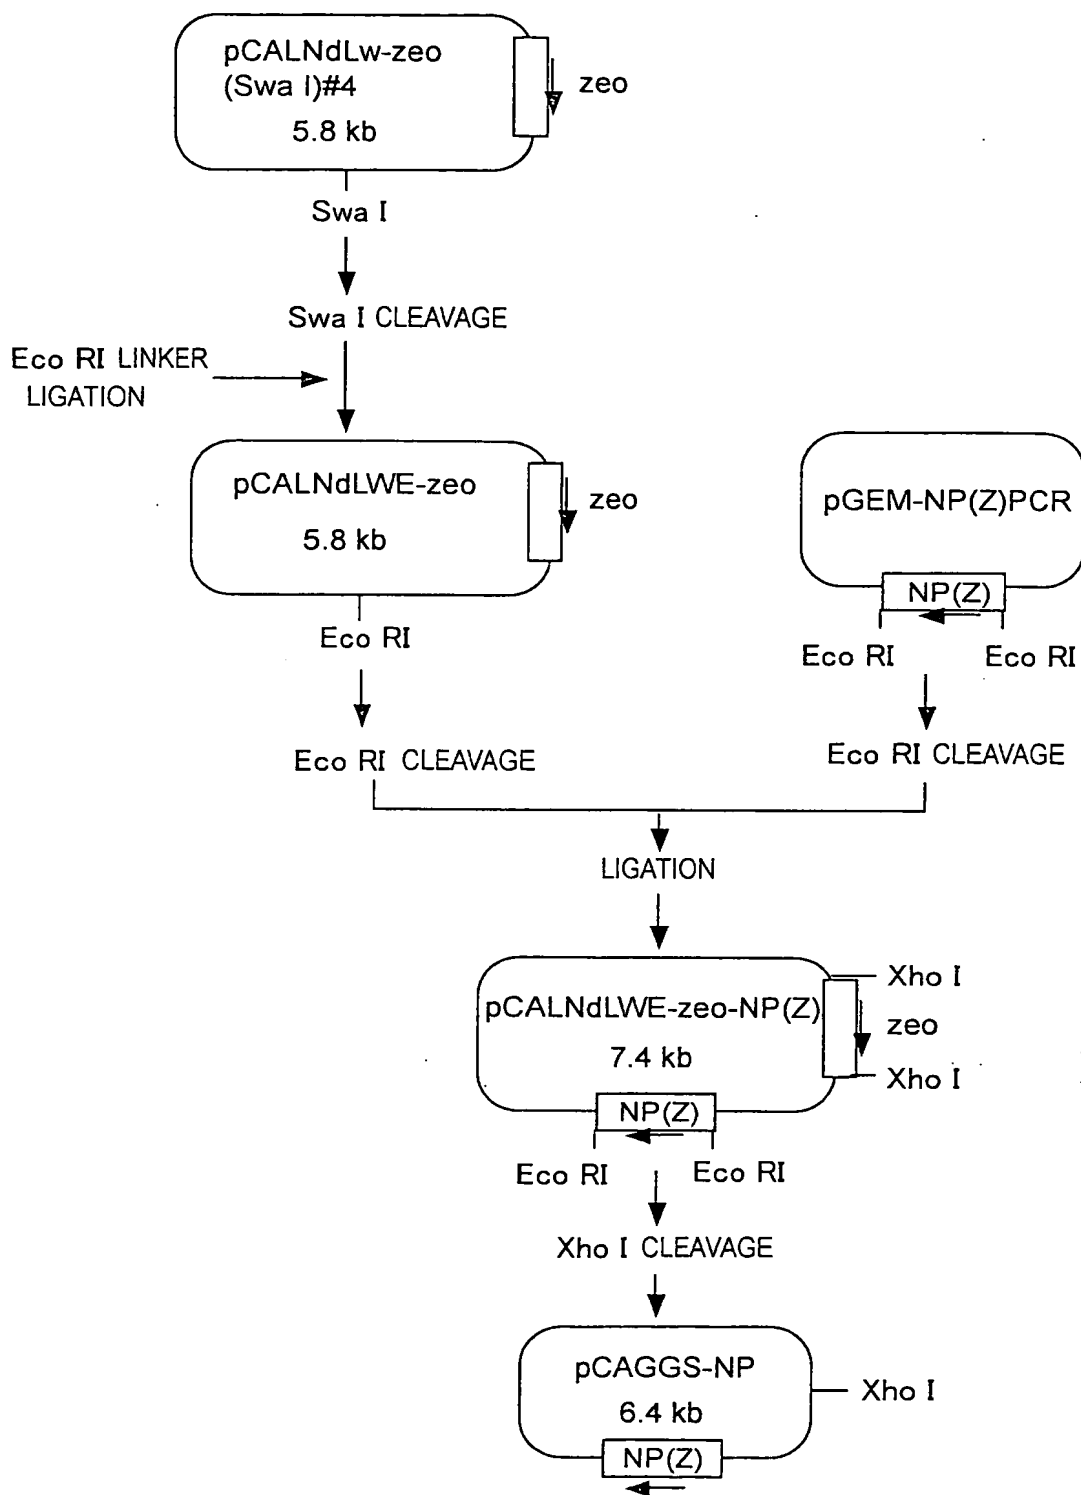 pCALNdLw-zeo
(Swa I)#4
5.8 kb
zeo
Swa I
Swa I CLEAVAGE
Eco RI LINKER
LIGATION
pCALNdLWE-zeo
5.8 kb
zeo
Eco RI
Eco RI CLEAVAGE
pGEM-NP(Z)PCR
NP(Z)
Eco RI
Eco RI
Eco RI CLEAVAGE
LIGATION
pCALNdLWE-zeo-NP(Z)
7.4 kb
Xho I
zeo
Xho I
NP(Z)
Eco RI
Eco RI
Xho I CLEAVAGE
pCAGGS-NP
6.4 kb
Xho I
NP(Z)